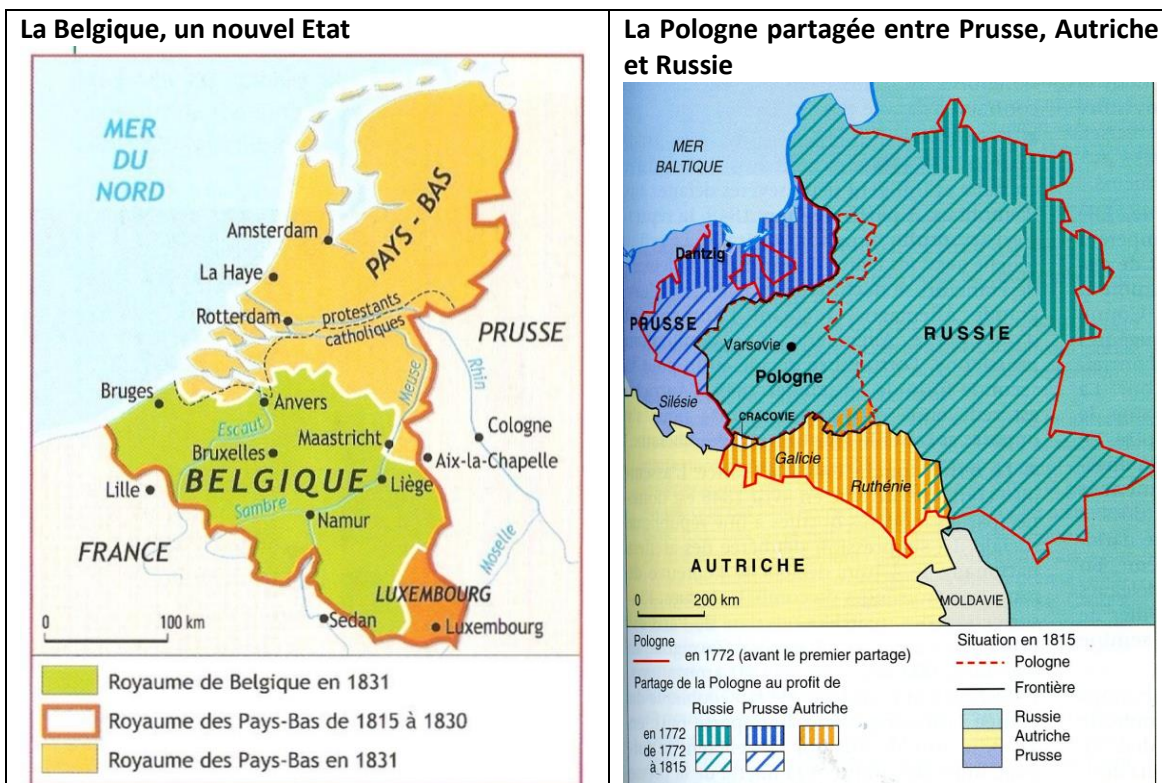 La Belgique, un nouvel Etat
MER
DU
NORD
PAYS - BAS
Amsterdam
La Haye
Rotterdam
protestants
catholiques
PRUSSE
Meuse
Rhin
Bruges
Anvers
Escaut
Cologne
Maastricht
Bruxelles
Aix-la-Chapelle
BELGIQUE
Liège
Lille
Sambre
Namur
Moselle
FRANCE
LUXEMBOURG
Sedan
Luxembourg
0 100 km
Royaume de Belgique en 1831
Royaume des Pays-Bas de 1815 à 1830
Royaume des Pays-Bas en 1831
La Pologne partagée entre Prusse, Autriche
et Russie
MER
BALTIQUE
Dantzig
PRUSSE
RUSSIE
Varsovie
Pologne
Silésie
CRACOVIE
Galicie
Ruthénie
AUTRICHE
0 200 km
MOLDAVIE
Pologne
en 1772 (avant le premier partage)
Partage de la Pologne au profit de
Russie Prusse Autriche
en 1772
de 1772
à 1815
Situation en 1815
Pologne
Frontière
Russie
Autriche
Prusse